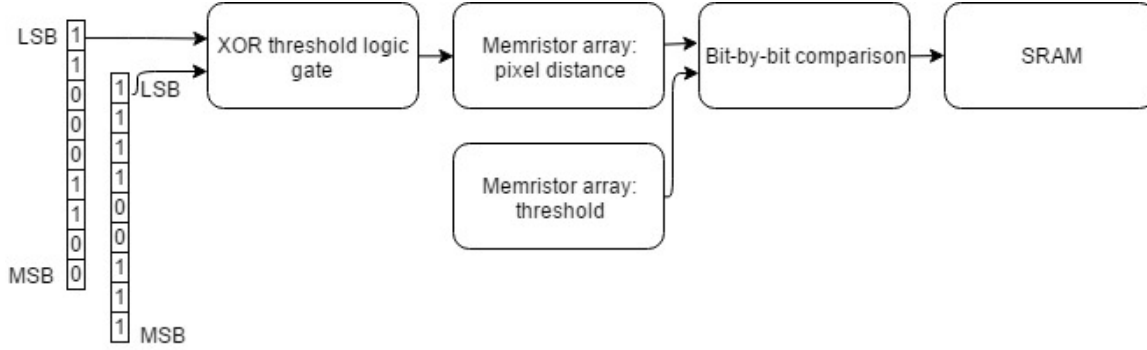 LSB
1
1
0
0
0
1
1
0
0
MSB
1
1
1
1
0
0
1
1
1
LSB
MSB
XOR threshold logic
gate
Memristor array:
pixel distance
Memristor array:
threshold
Bit-by-bit comparison
SRAM